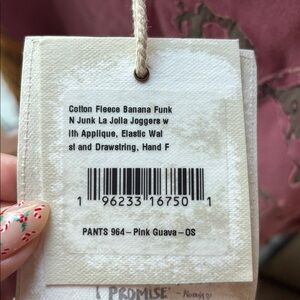 Cotton Fleece Banana Funk
N Junk La Jolla Joggers w
ith Applique, Elastic Wai
st and Drawstring, Hand F
1 96233 16750 1
PANTS 964 - Pink Guava - OS
I PROMISE -